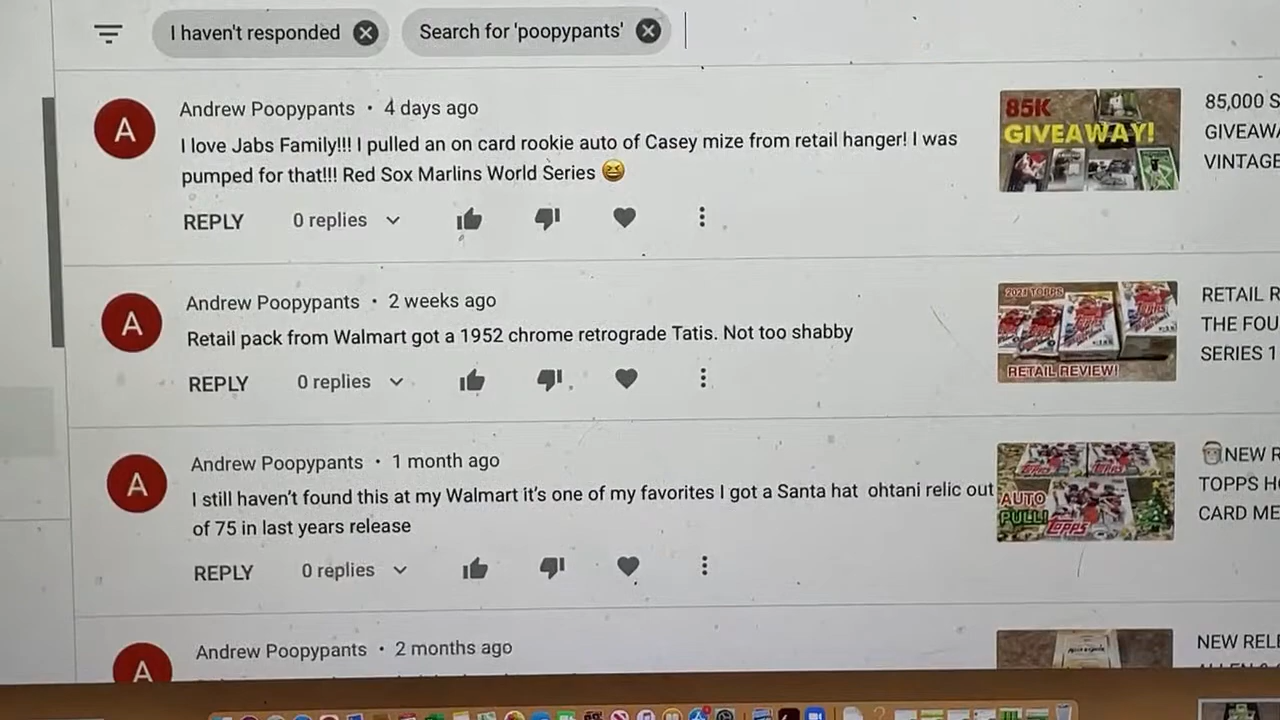 I haven't responded
Search for 'poopypants'
Andrew Poopypants • 4 days ago
I love Jabs Family!!! I pulled an on card rookie auto of Casey mize from retail hanger! I was
pumped for that!!! Red Sox Marlins World Series 😆
REPLY 0 replies
85K
GIVEAWAY!
85,000 S
GIVEAWA
VINTAGE
A
Andrew Poopypants • 2 weeks ago
Retail pack from Walmart got a 1952 chrome retrograde Tatis. Not too shabby
REPLY 0 replies
2021 TOPPS
RETAIL REVIEW!
RETAIL R
THE FOU
SERIES 1
A
Andrew Poopypants • 1 month ago
I still haven't found this at my Walmart it's one of my favorites I got a Santa hat ohtani relic out
of 75 in last years release
REPLY 0 replies
AUTO
PULL!
Topps
🎅NEW R
TOPPS H
CARD ME
A
Andrew Poopypants • 2 months ago
NEW RELE
A